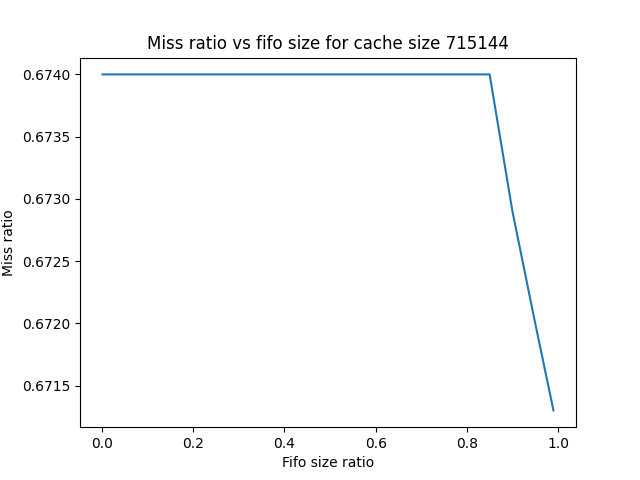 Miss ratio vs fifo size for cache size 715144
0.6740
0.6735
0.6730
0.6725
0.6720
0.6715
Miss ratio
0.0 0.2 0.4 0.6 0.8 1.0
Fifo size ratio